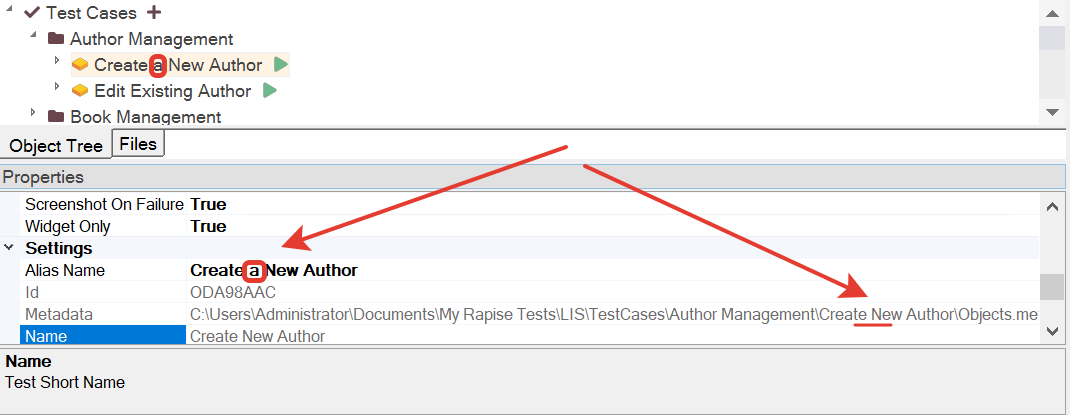 Test Cases +
Author Management
Create a New Author
Edit Existing Author
Book Management
Object Tree Files
Properties
Screenshot On Failure True
Widget Only True
Settings
Alias Name Create a New Author
Id ODA98AAC
Metadata C:\Users\Administrator\Documents\My Rapise Tests\LIS\TestCases\Author Management\Create New Author\Objects.me
Name Create New Author
Name
Test Short Name